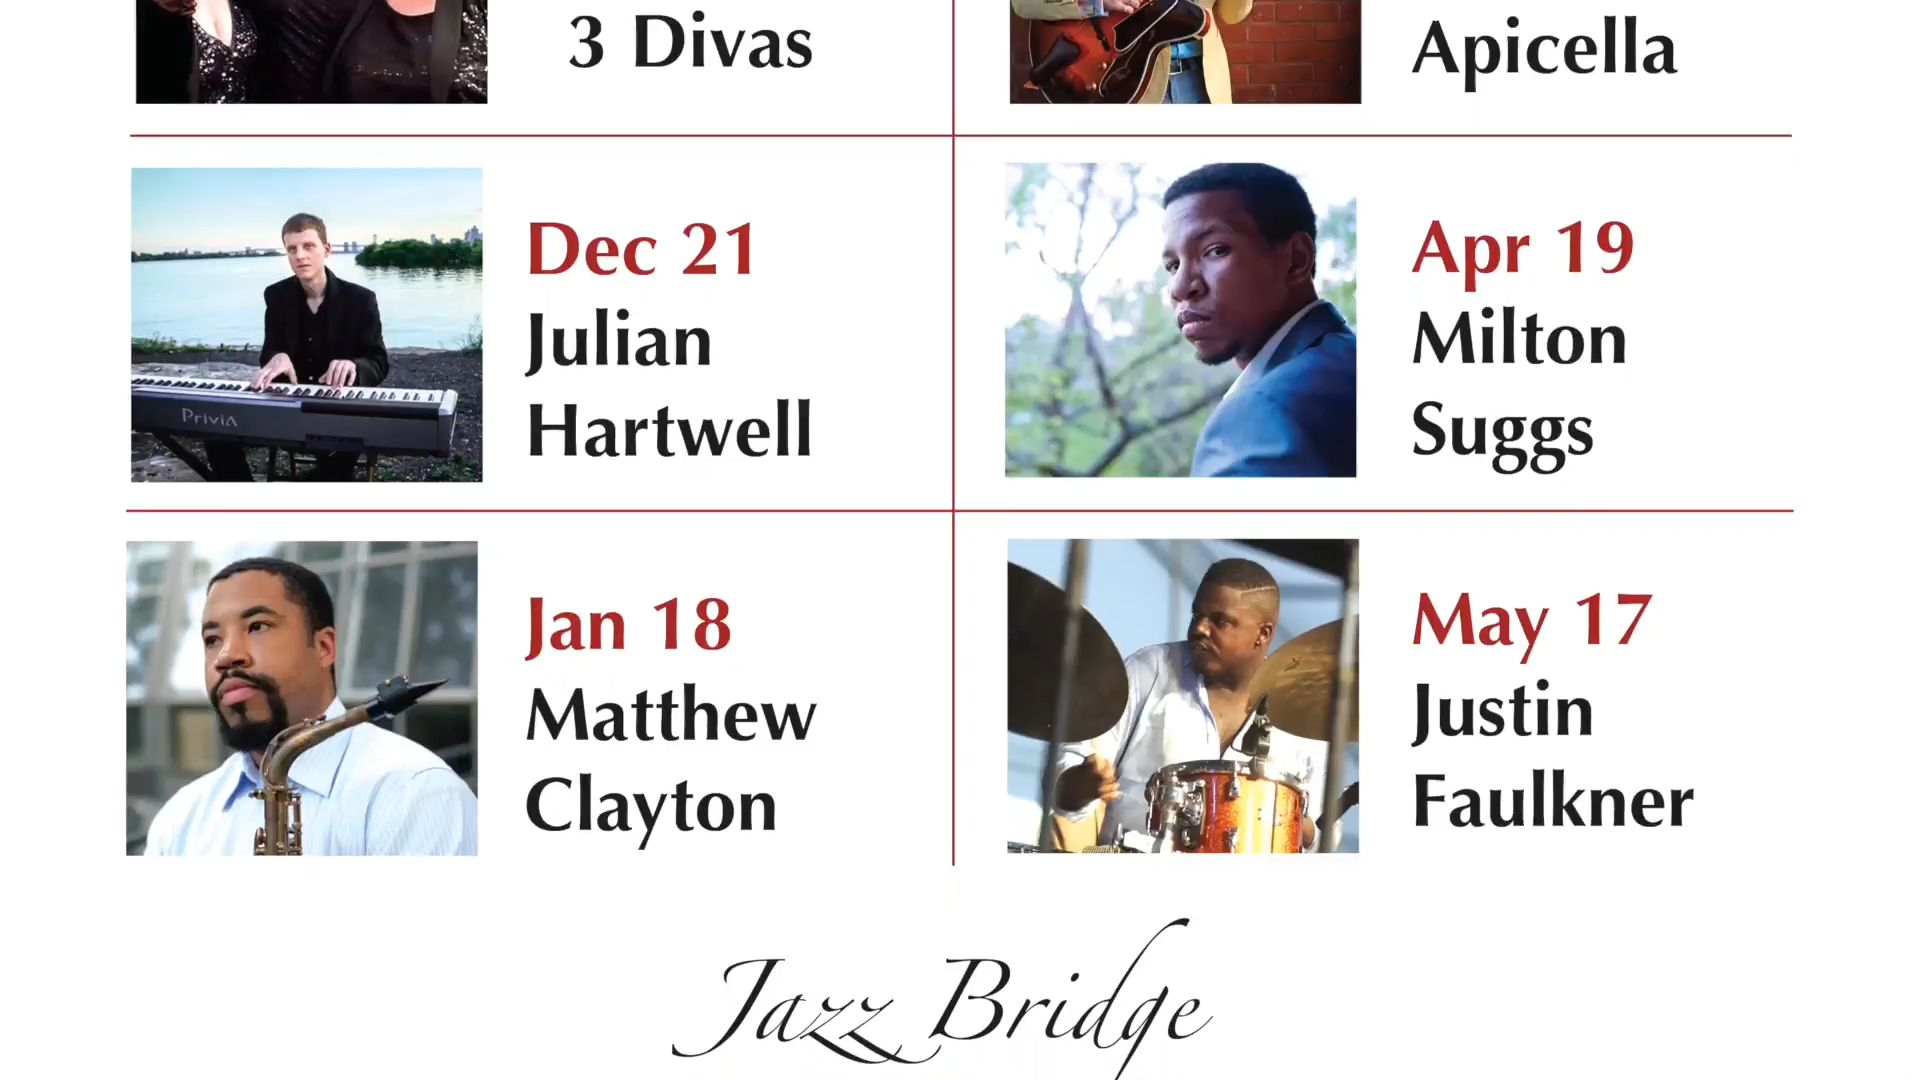 3 Divas
Apicella
Dec 21
Julian
Hartwell
Apr 19
Milton
Suggs
Privia
Jan 18
Matthew
Clayton
May 17
Justin
Faulkner
Jazz Bridge